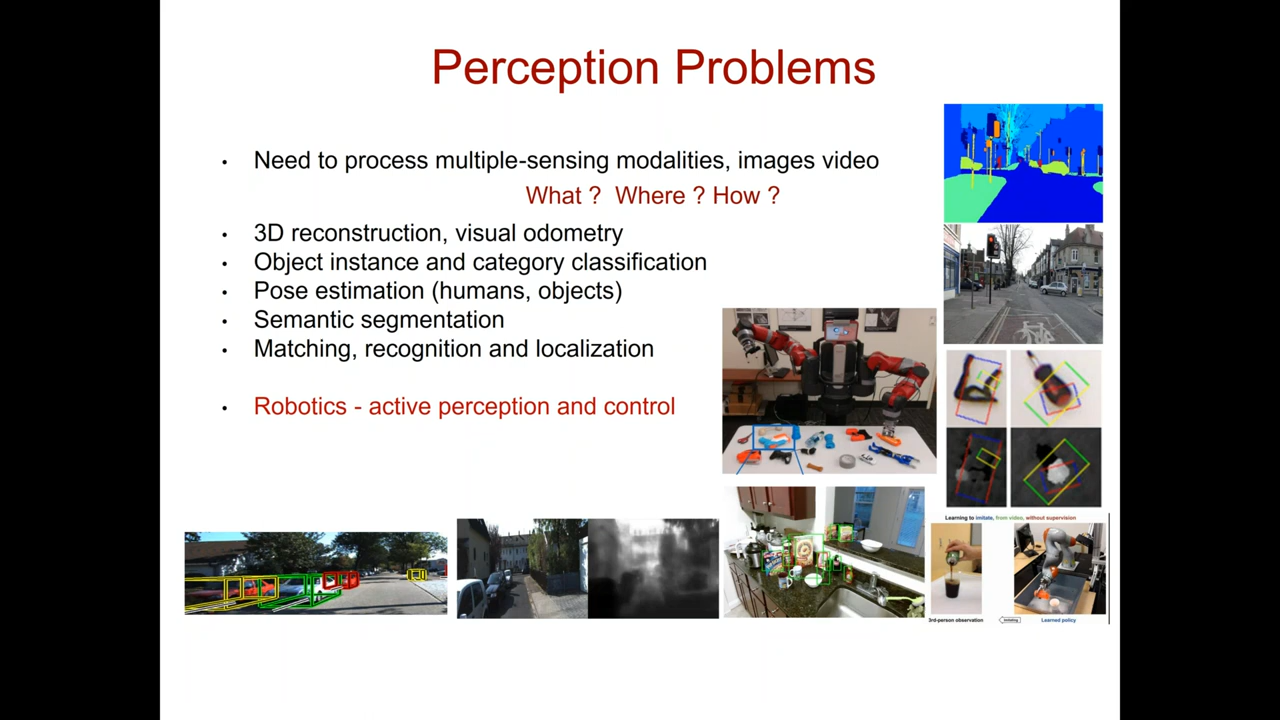 Perception Problems
• Need to process multiple-sensing modalities, images video
What ? Where ? How ?
• 3D reconstruction, visual odometry
• Object instance and category classification
• Pose estimation (humans, objects)
• Semantic segmentation
• Matching, recognition and localization
• Robotics - active perception and control
Learning to imitate, from video, without supervision
3rd-person observation
Learned policy